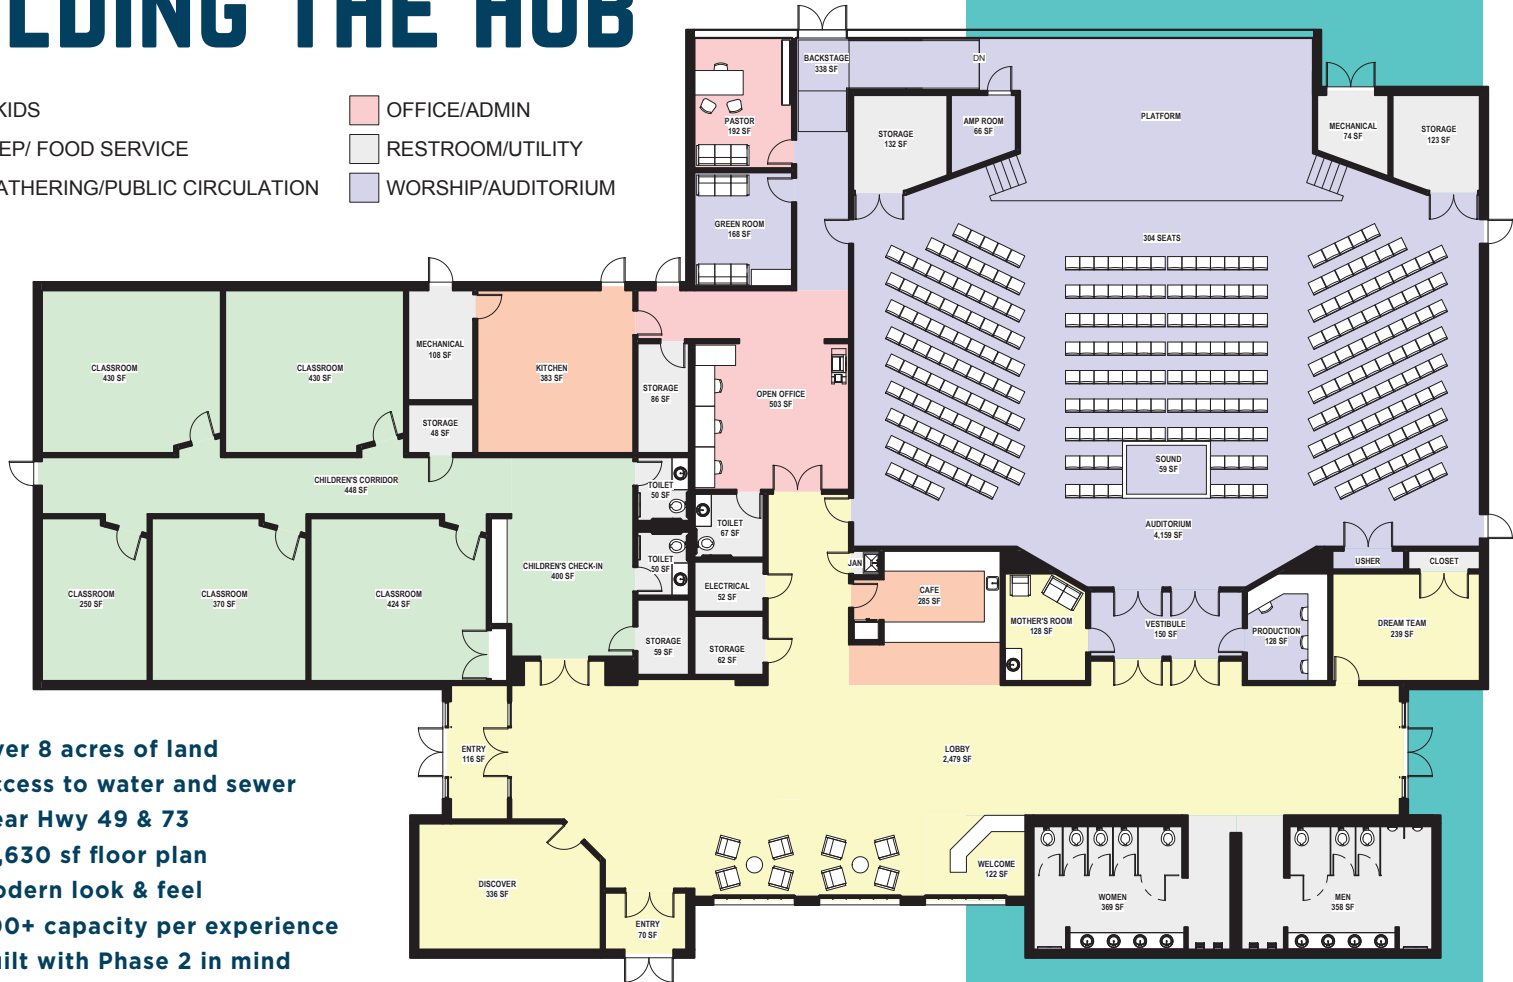 LDING THE HUB
KIDS
EP/ FOOD SERVICE
ATHERING/PUBLIC CIRCULATION
OFFICE/ADMIN
RESTROOM/UTILITY
WORSHIP/AUDITORIUM
BACKSTAGE
338 SF
DN
PASTOR
192 SF
STORAGE
132 SF
AMP ROOM
66 SF
PLATFORM
MECHANICAL
74 SF
STORAGE
123 SF
GREEN ROOM
168 SF
304 SEATS
CLASSROOM
430 SF
CLASSROOM
430 SF
MECHANICAL
108 SF
KITCHEN
383 SF
STORAGE
86 SF
OPEN OFFICE
503 SF
STORAGE
48 SF
CHILDREN'S CORRIDOR
448 SF
TOILET
50 SF
SOUND
59 SF
TOILET
67 SF
AUDITORIUM
4,159 SF
CLASSROOM
250 SF
CLASSROOM
370 SF
CLASSROOM
424 SF
CHILDREN'S CHECK-IN
400 SF
TOILET
50 SF
ELECTRICAL
52 SF
JAN
CAFE
285 SF
USHER
CLOSET
STORAGE
59 SF
STORAGE
62 SF
MOTHER'S ROOM
128 SF
VESTIBULE
150 SF
PRODUCTION
128 SF
DREAM TEAM
239 SF
ENTRY
116 SF
LOBBY
2,479 SF
WELCOME
122 SF
DISCOVER
336 SF
ENTRY
70 SF
WOMEN
369 SF
MEN
358 SF
ver 8 acres of land
ccess to water and sewer
ear Hwy 49 & 73
,630 sf floor plan
odern look & feel
00+ capacity per experience
uilt with Phase 2 in mind